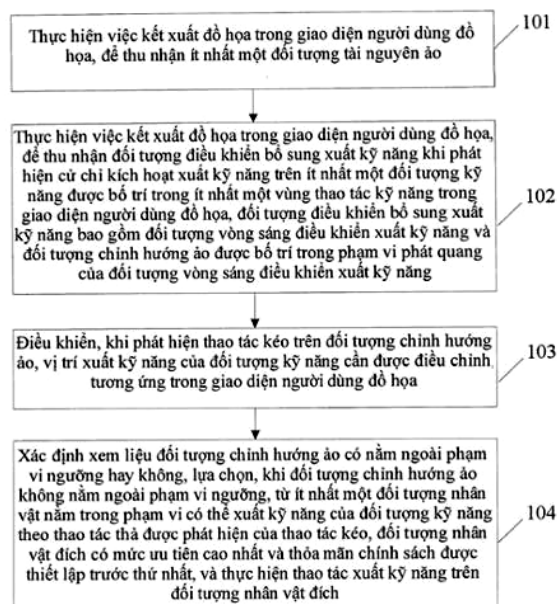 101
Thực hiện việc kết xuất đồ họa trong giao diện người dùng đồ
họa, để thu nhận ít nhất một đối tượng tài nguyên ảo
Thực hiện việc kết xuất đồ họa trong giao diện người dùng đồ họa,
để thu nhận đối tượng điều khiển bổ sung xuất kỹ năng khi phát
hiện cử chỉ kích hoạt xuất kỹ năng trên ít nhất một đối tượng kỹ
năng được bố trí trong ít nhất một vùng thao tác kỹ năng trong
giao diện người dùng đồ họa, đối tượng điều khiển bổ sung xuất
kỹ năng bao gồm đối tượng vòng sáng điều khiển xuất kỹ năng và
đối tượng chỉnh hướng ảo được bố trí trong phạm vi phát quang
của đối tượng vòng sáng điều khiển xuất kỹ năng
102
Điều khiển, khi phát hiện thao tác kéo trên đối tượng chỉnh hướng
ảo, vị trí xuất kỹ năng của đối tượng kỹ năng cần được điều chỉnh
tương ứng trong giao diện người dùng đồ họa
103
Xác định xem liệu đối tượng chỉnh hướng ảo có nằm ngoài phạm
vi ngưỡng hay không, lựa chọn, khi đối tượng chỉnh hướng ảo
không nằm ngoài phạm vi ngưỡng, từ ít nhất một đối tượng nhân
vật nằm trong phạm vi có thể xuất kỹ năng của đối tượng kỹ năng
theo thao tác thả được phát hiện của thao tác kéo, đối tượng nhân
vật đích có mức ưu tiên cao nhất và thỏa mãn chính sách được
thiết lập trước thứ nhất, và thực hiện thao tác xuất kỹ năng trên
đối tượng nhân vật đích
104